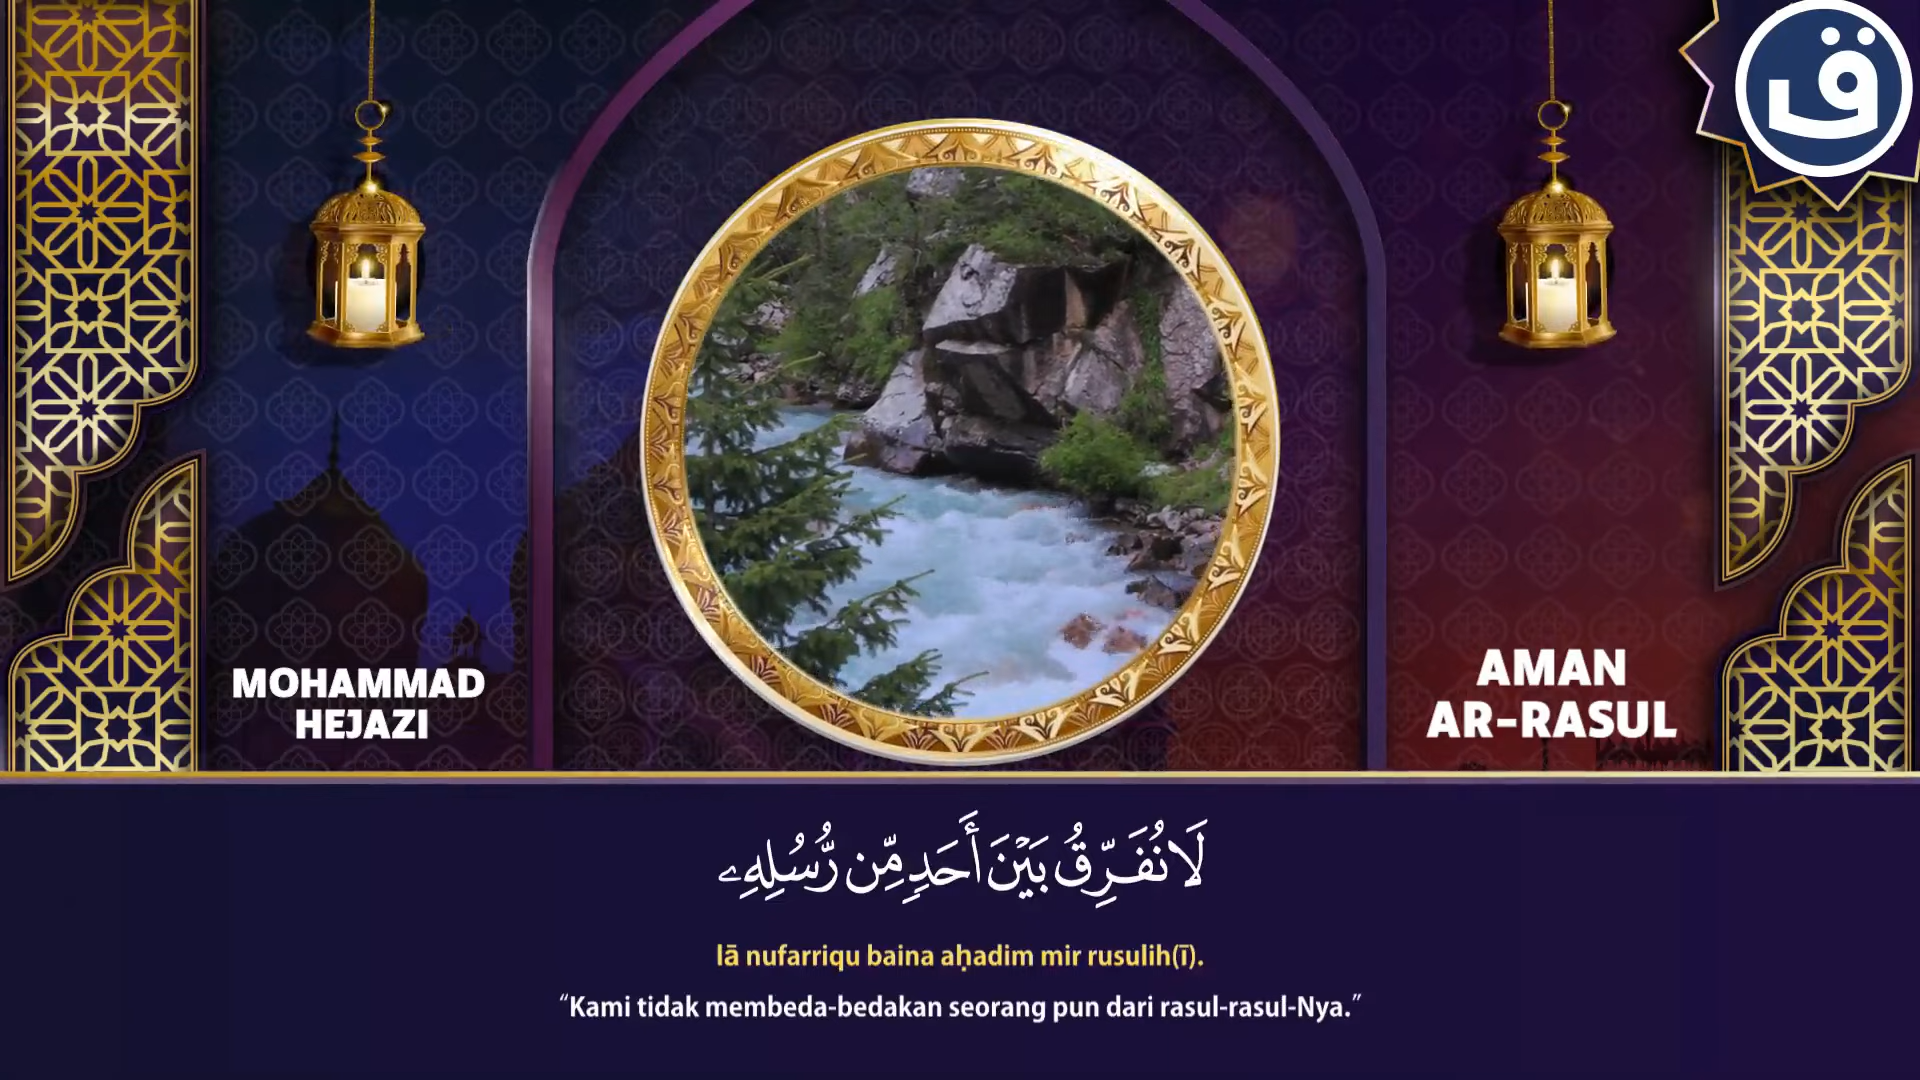 ق
MOHAMMAD
HEJAZI
AMAN
AR-RASUL
لَا نُفَرِّقُ بَيْنَ أَحَدٍ مِّن رُّسُلِهِۦ
lā nufarriqu baina aḥadim mir rusulih(ī).
“Kami tidak membeda-bedakan seorang pun dari rasul-rasul-Nya.”